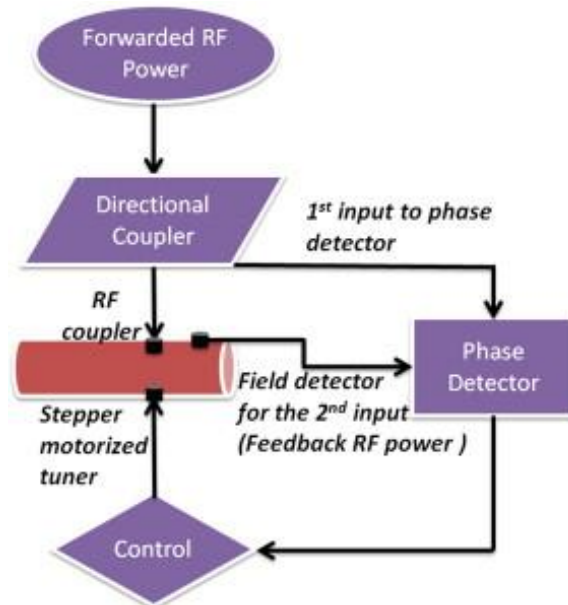 Forwarded RF
Power
Directional
Coupler
1st input to phase
detector
RF
coupler
Phase
Detector
Field detector
for the 2nd input
(Feedback RF power )
Stepper
motorized
tuner
Control